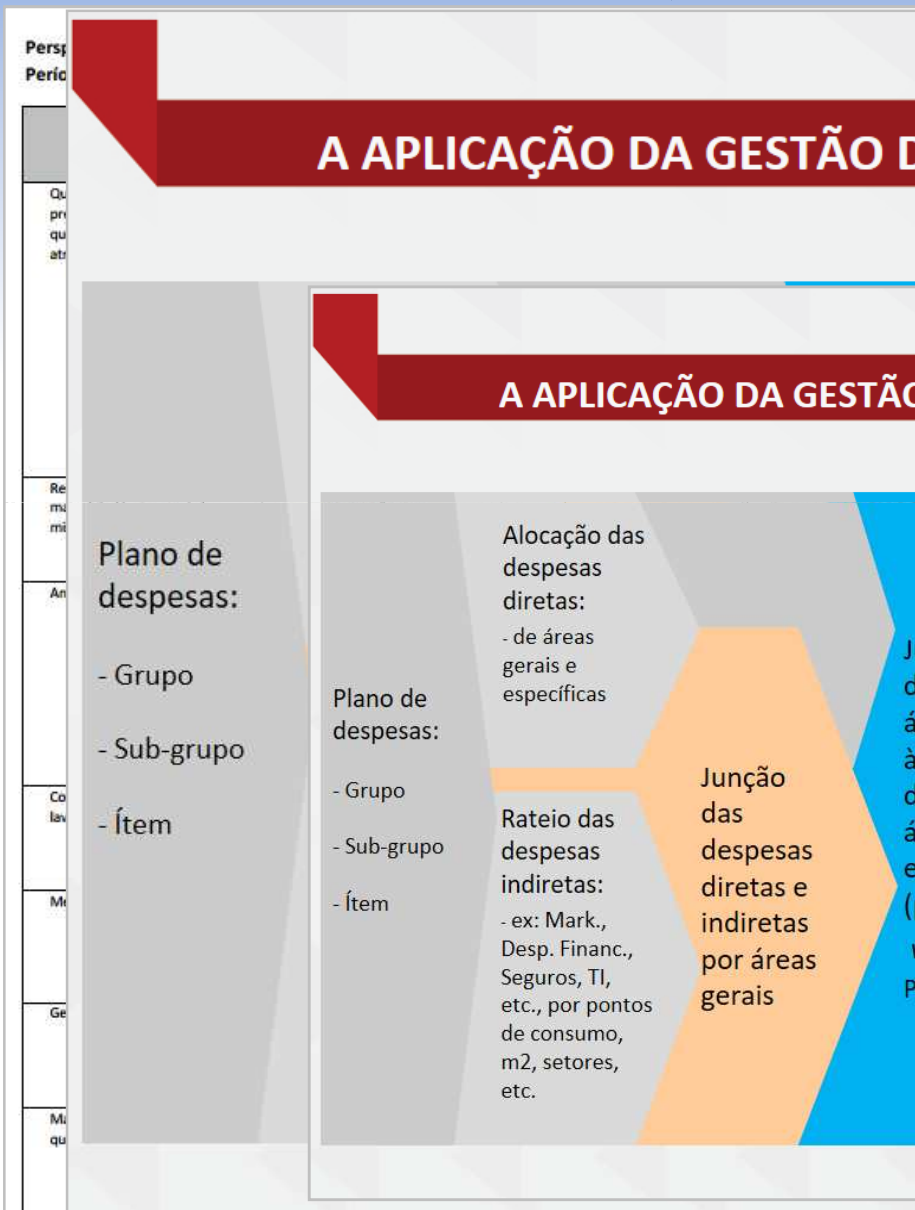 A APLICAÇÃO DA GESTÃO
Plano de
despesas:
- Grupo
- Sub-grupo
- Ítem
A APLICAÇÃO DA GESTÃO
Plano de
despesas:
- Grupo
- Sub-grupo
- Ítem
Alocação das
despesas
diretas:
- de áreas
gerais e
específicas
Rateio das
despesas
indiretas:
- ex: Mark.,
Desp. Financ.,
Seguros, TI,
etc., por pontos
de consumo,
m2, setores,
etc.
Junção
das
despesas
diretas e
indiretas
por áreas
gerais